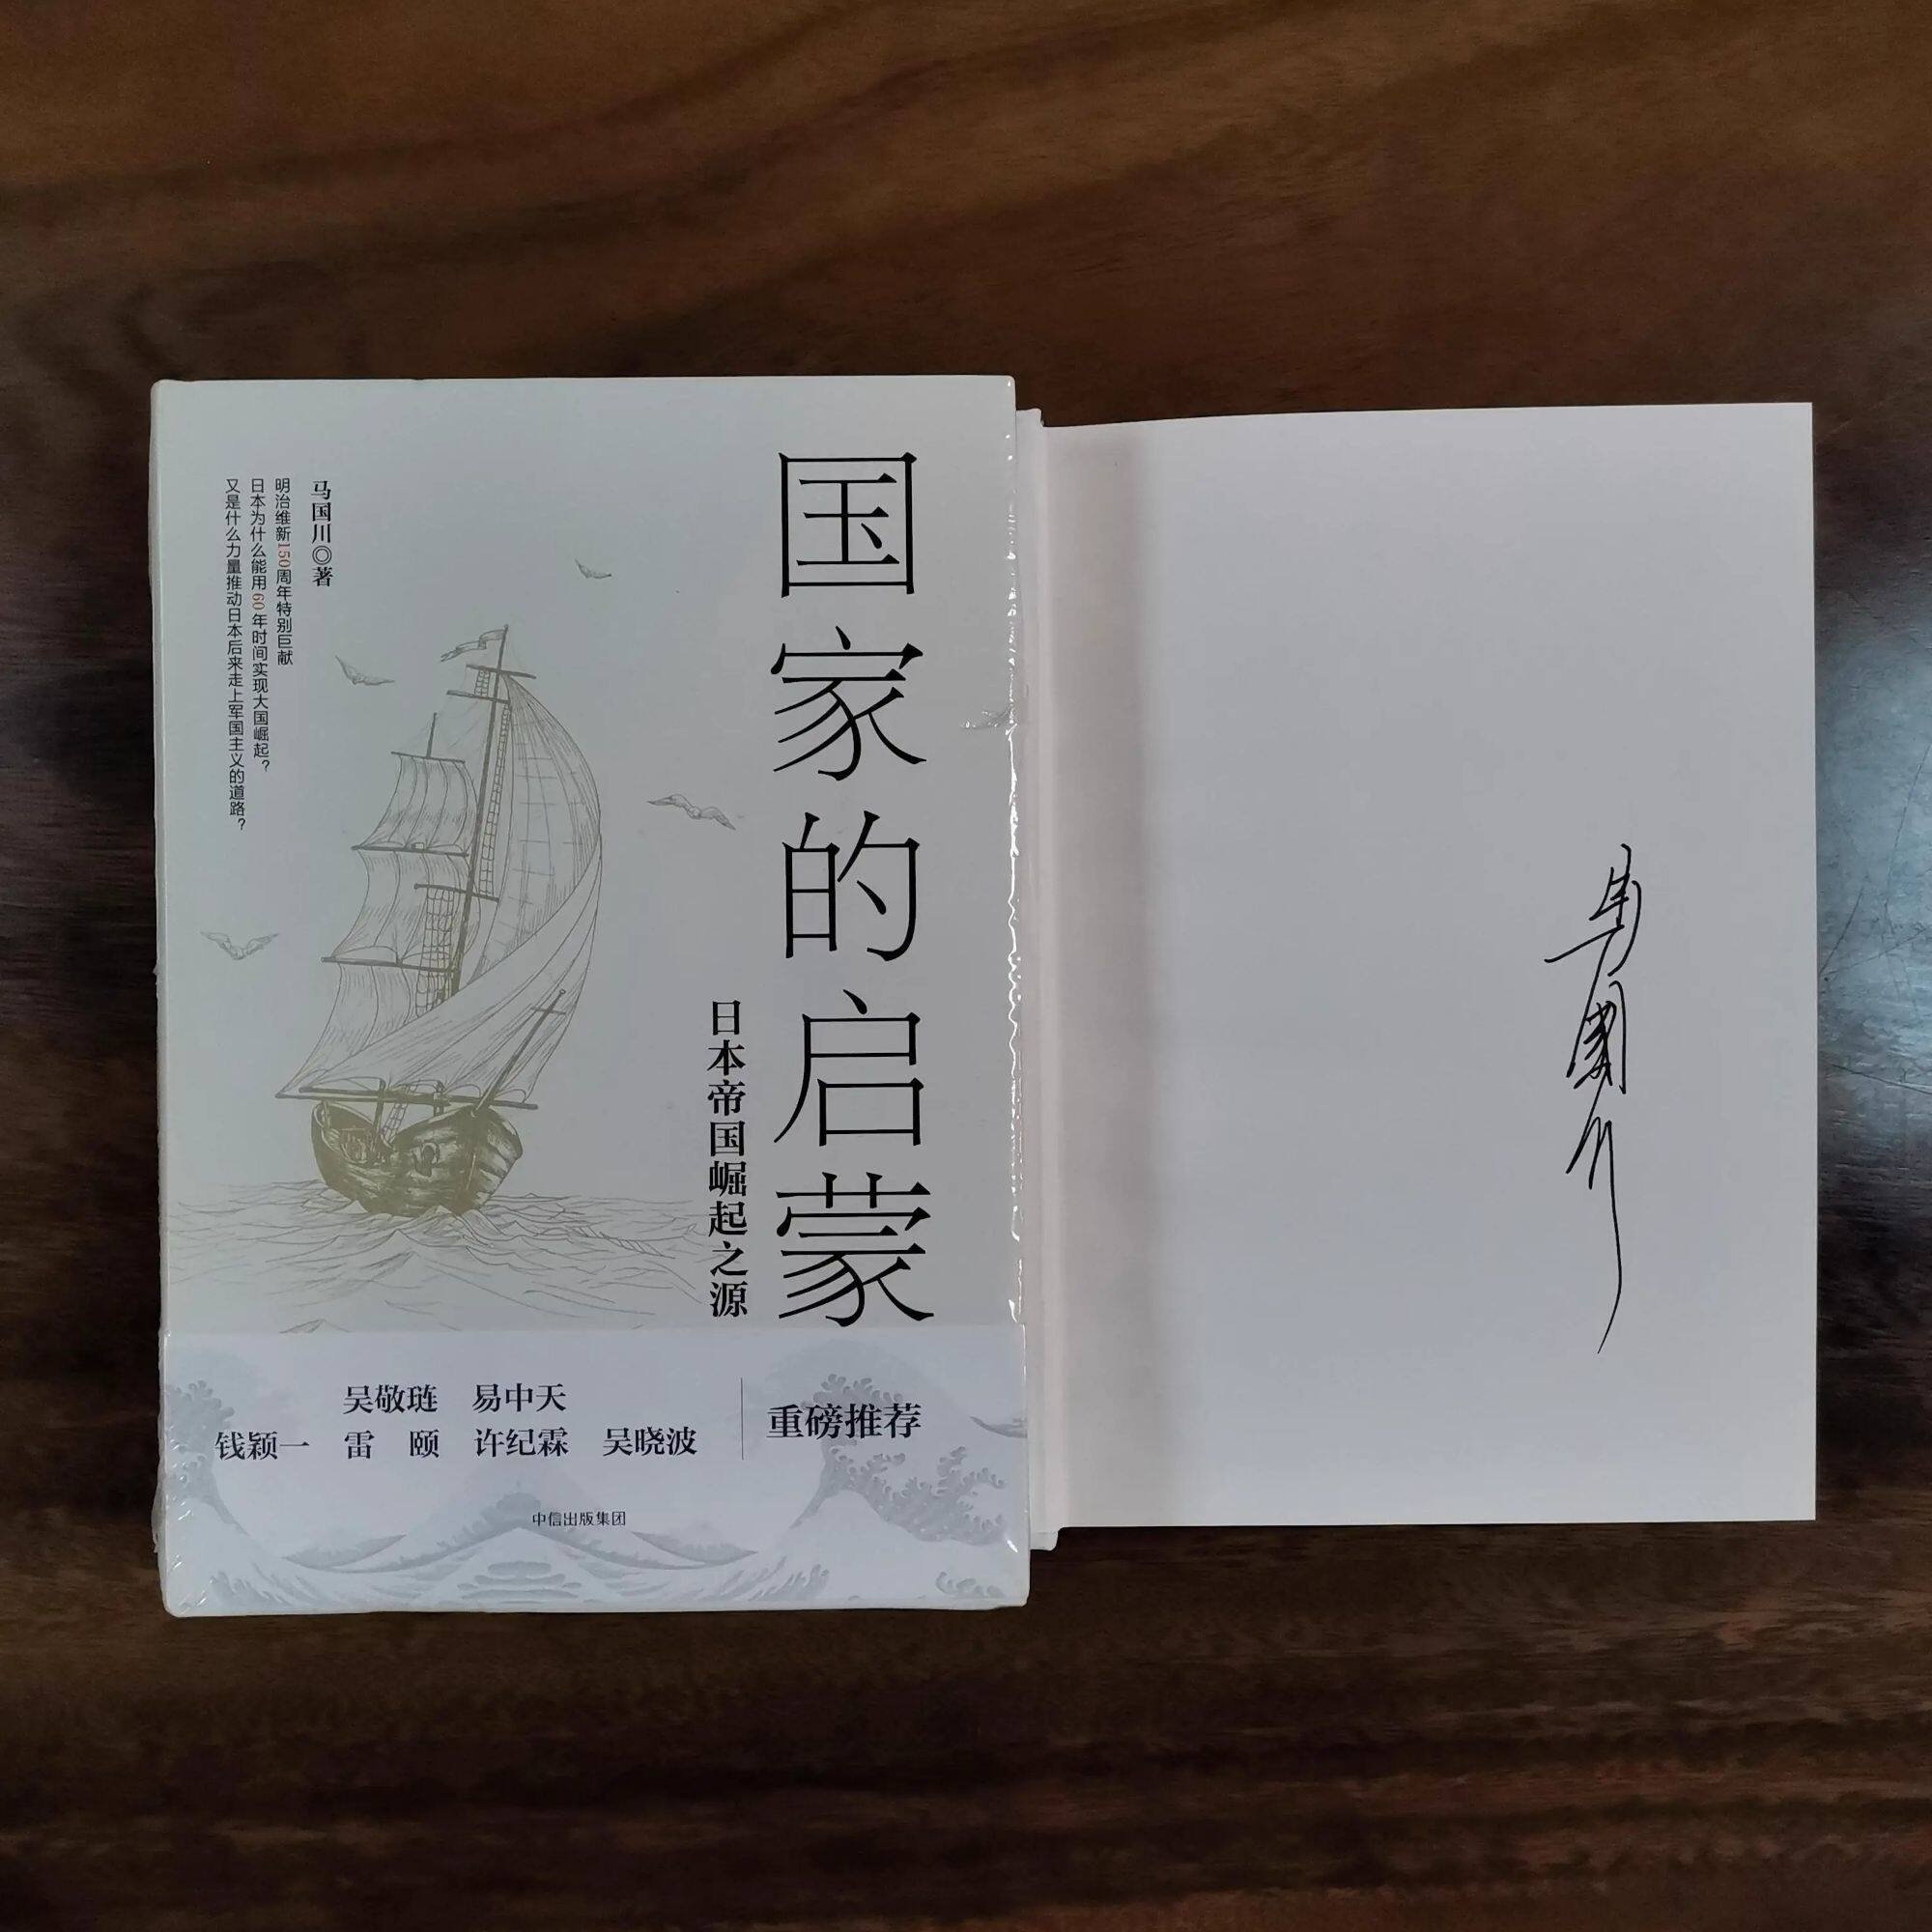 国家的启蒙
日本帝国崛起之源
马国川◎著
明治维新150周年特别巨献
日本为什么能用60年时间实现大国崛起？
又是什么力量推动日本后来走上军国主义的道路？
吴敬琏 易中天
钱颖一 雷颐 许纪霖 吴晓波
重磅推荐
中信出版集团
馬國川